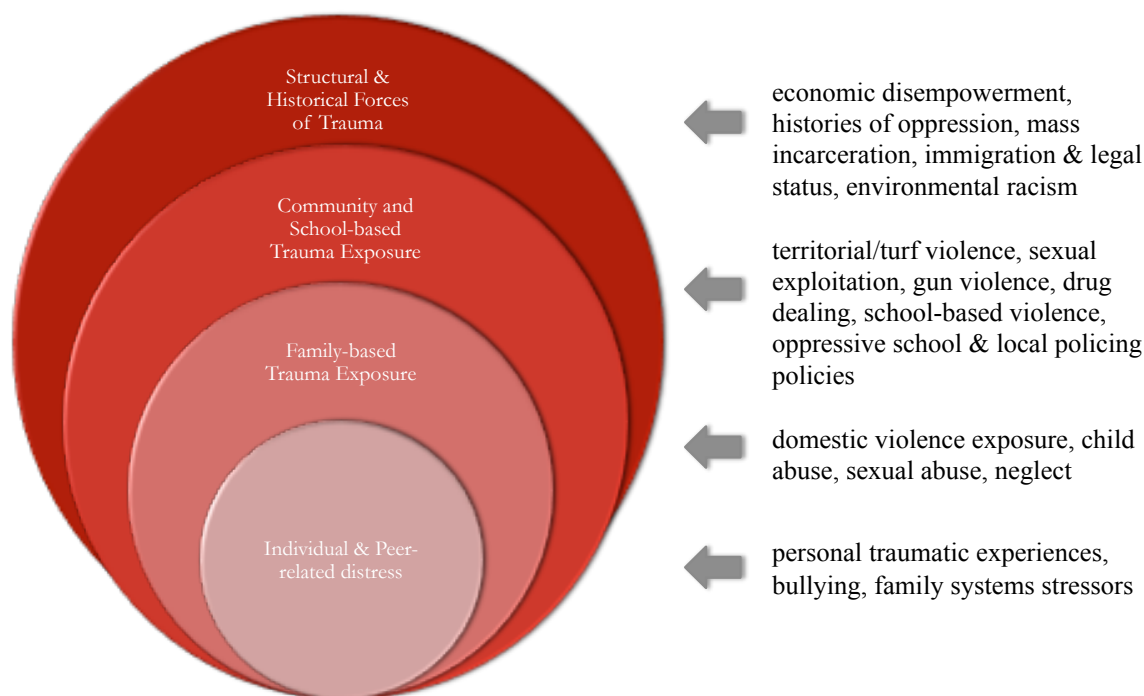 Structural &
Historical Forces
of Trauma
economic disempowerment,
histories of oppression, mass
incarceration, immigration & legal
status, environmental racism
Community and
School-based
Trauma Exposure
territorial/turf violence, sexual
exploitation, gun violence, drug
dealing, school-based violence,
oppressive school & local policing
policies
Family-based
Trauma Exposure
domestic violence exposure, child
abuse, sexual abuse, neglect
Individual & Peer-
related distress
personal traumatic experiences,
bullying, family systems stressors